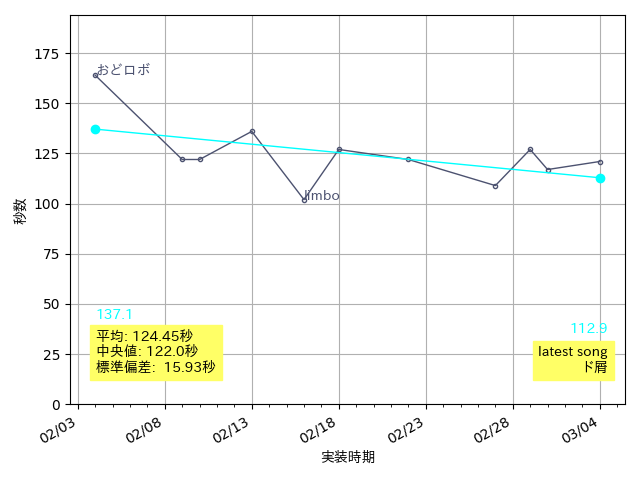 175
150
125
100
75
50
25
0
秒数
おどロボ
limbo
137.1
平均: 124.45秒
中央値: 122.0秒
標準偏差: 15.93秒
112.9
latest song
ド屑
02/03
02/08
02/13
02/18
02/23
02/28
03/04
実装時期